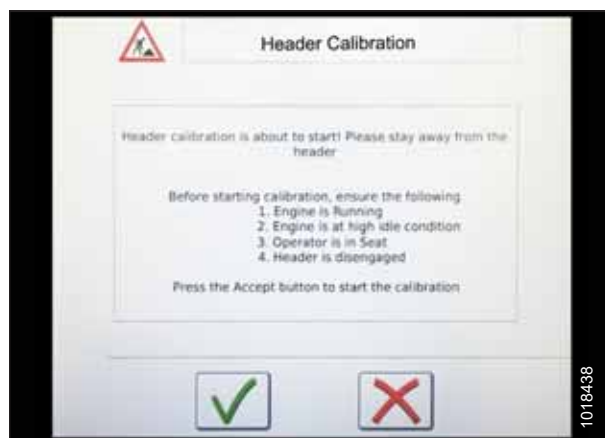 Header Calibration
Header calibration is about to start! Please stay away from the
header
Before starting calibration, ensure the following
1. Engine is Running
2. Engine is at high idle condition
3. Operator is in Seat
4. Header is disengaged
Press the Accept button to start the calibration
1018438